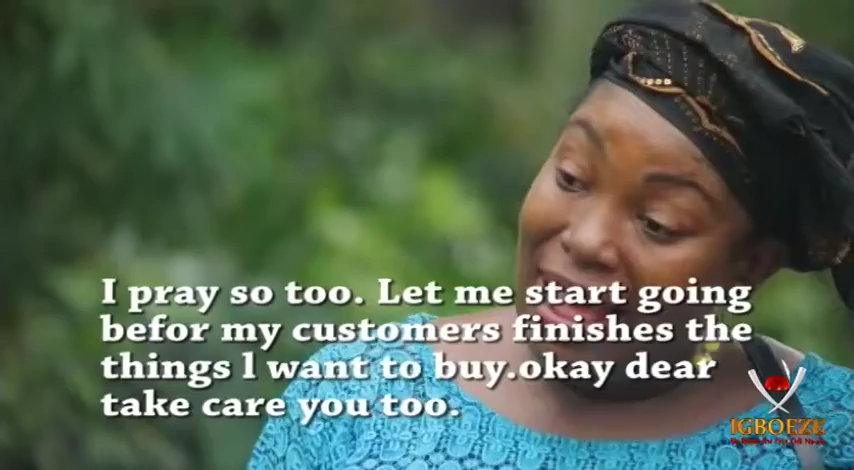 I pray so too. Let me start going
befor my customers finishes the
things I want to buy.okay dear
take care you too.
IGBOEZE